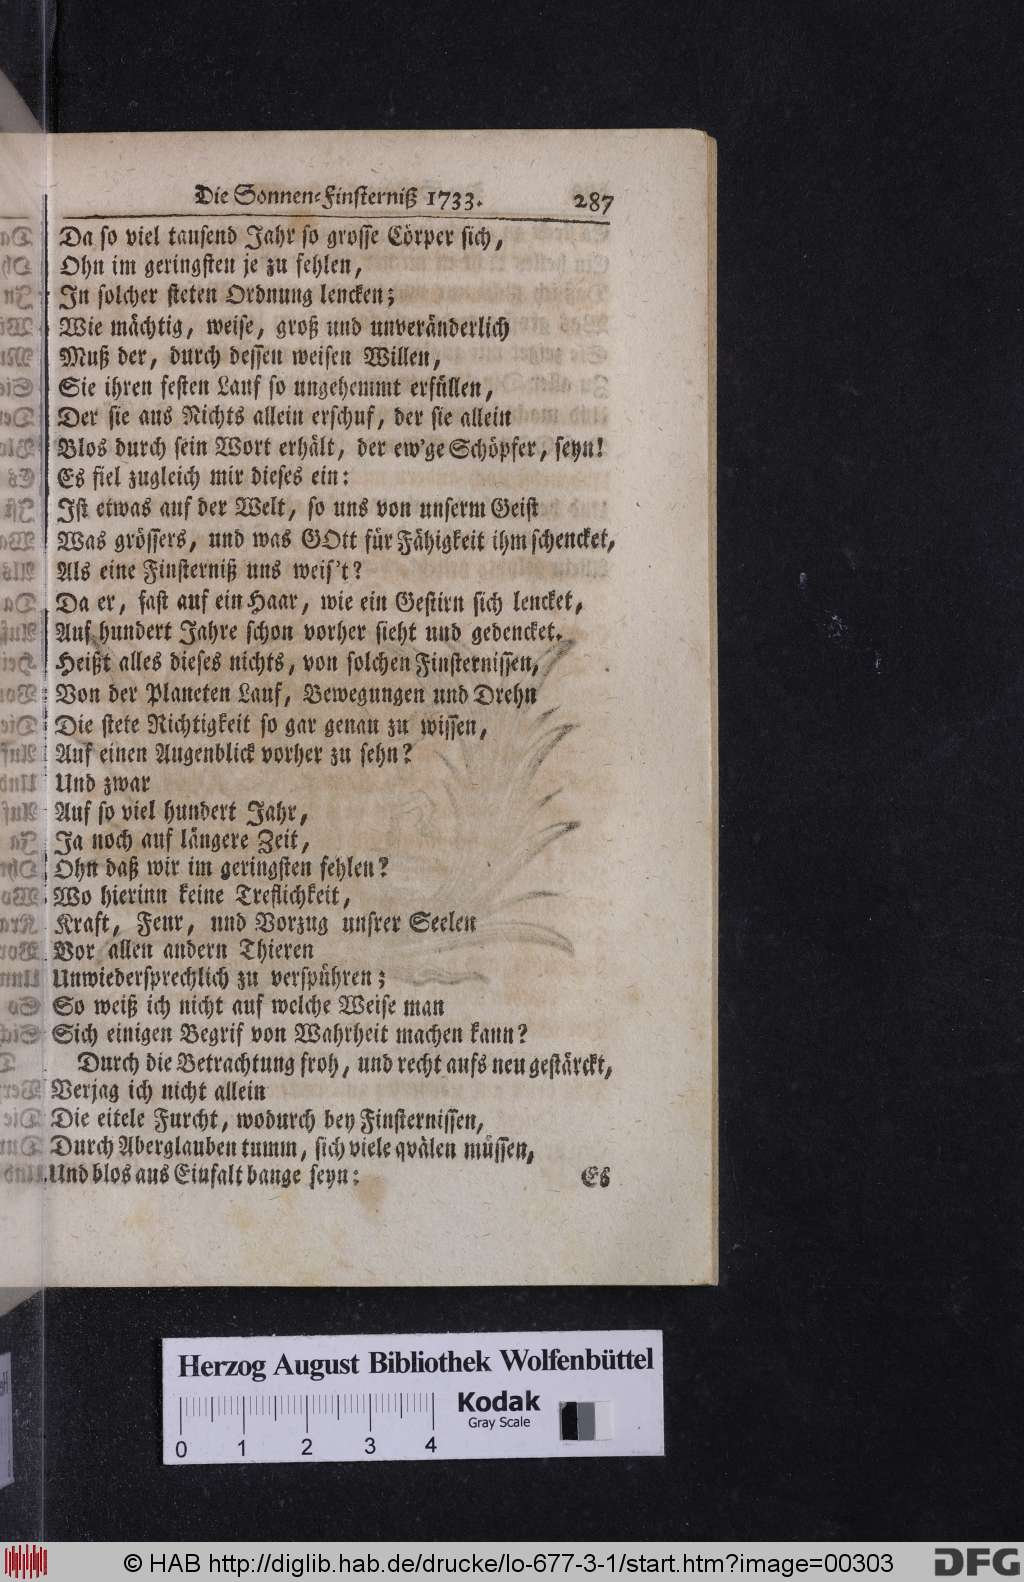 Die Sonnen-Finsterniß 1733. 287
Da so viel tausend Jahr so grosse Cörper sich,
Ohn im geringsten je zu fehlen,
In solcher steten Ordnung lencken;
Wie mächtig, weise, groß und unveränderlich
Muß der, durch dessen weisen Willen,
Sie ihren festen Lauf so ungehemmt erfüllen,
Der sie aus Nichts allein erschuf, der sie allein
Blos durch sein Wort erhält, der ew'ge Schöpfer, seyn!
Es fiel zugleich mir dieses ein:
Ist etwas auf der Welt, so uns von unserm Geist
Was grössers, und was GOtt für Fähigkeit ihm schencket,
Als eine Finsterniß uns weis't?
Da er, fast auf ein Haar, wie ein Gestirn sich lencket,
Auf hundert Jahre schon vorher sieht und gedencket.
Heißt alles dieses nichts, von solchen Finsternissen,
Von der Planeten Lauf, Bewegungen und Drehn
Die stete Richtigkeit so gar genau zu wissen,
Auf einen Augenblick vorher zu sehn?
Und zwar
Auf so viel hundert Jahr,
Ja noch auf längere Zeit,
Ohn daß wir im geringsten fehlen?
Wo hierinn keine Treflichkeit,
Kraft, Feur, und Vorzug unsrer Seelen
Vor allen andern Thieren
Unwiedersprechlich zu verspühren;
So weiß ich nicht auf welche Weise man
Sich einigen Begrif von Wahrheit machen kann?
Durch die Betrachtung froh, und recht aufs neu gestärckt,
Verjag ich nicht allein
Die eitele Furcht, wodurch bey Finsternissen,
Durch Aberglauben tumm, sich viele qvälen müssen,
Und blos aus Einfalt bange seyn:
Es
Herzog August Bibliothek Wolfenbüttel
Kodak
Gray Scale
0 1 2 3 4
© HAB http://diglib.hab.de/drucke/lo-677-3-1/start.htm?image=00303
DFG